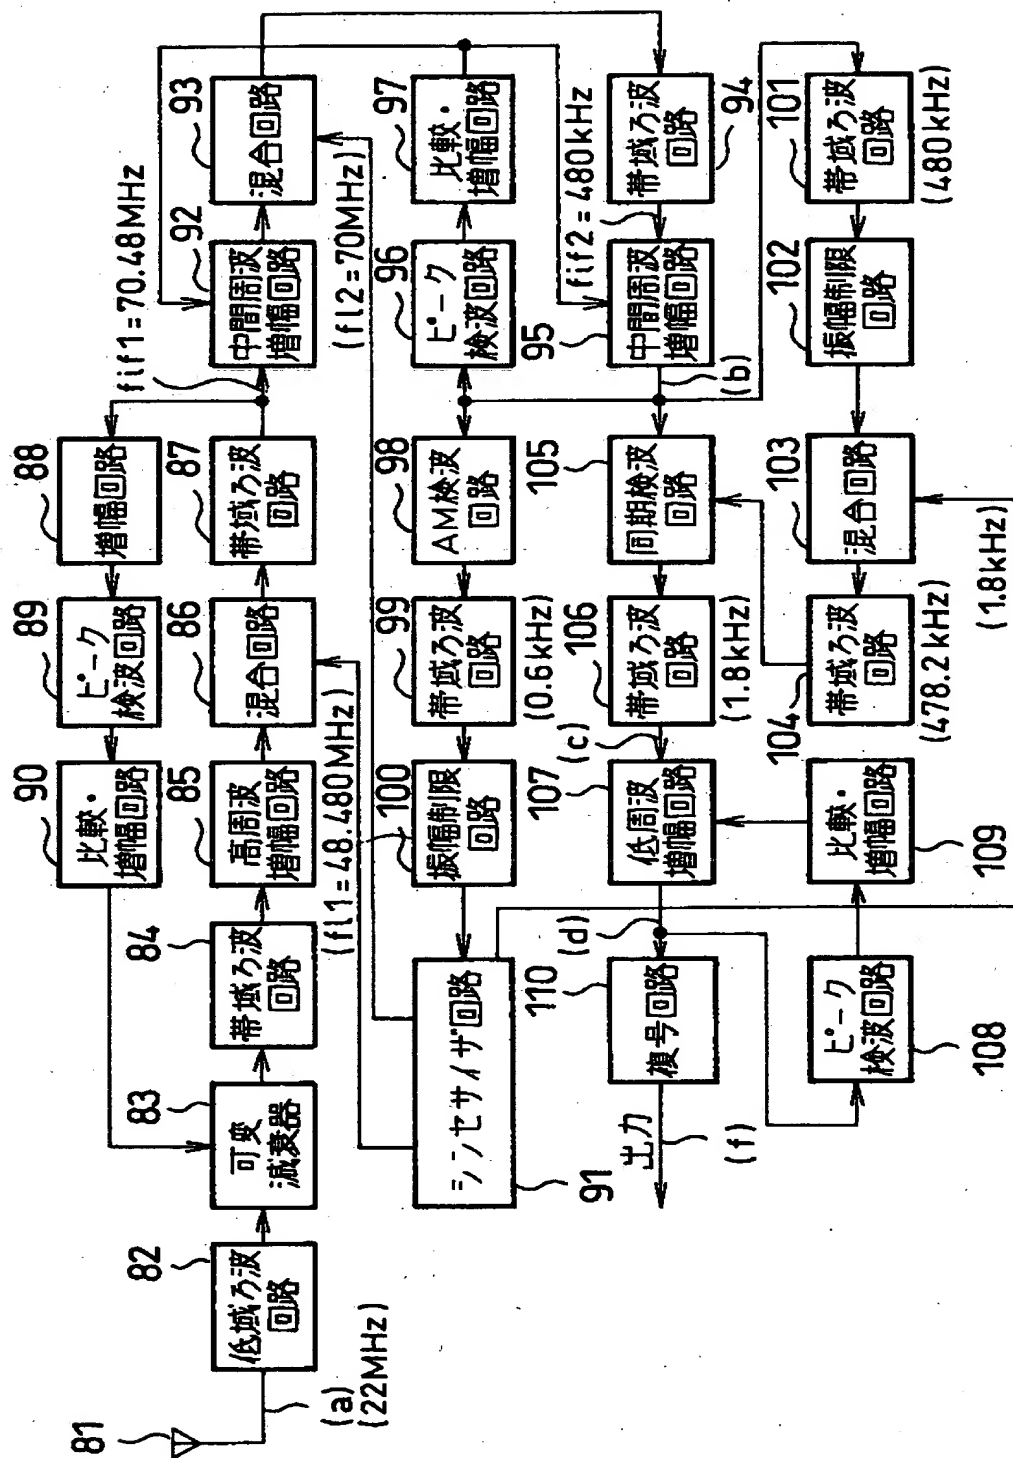 81
(a)
(22MHz)
82
低域ろ波
回路
83
可変
減衰器
84
帯域ろ波
回路
85
高周波
増幅回路
86
混合回路
87
帯域ろ波
回路
88
増幅回路
89
ピーク
検波回路
90
比較・
増幅回路
fif1=70.48MHz
92
中間周波
増幅回路
93
混合回路
(fl1=48.480MHz)
(fl2=70MHz)
91
シンセサイザ回路
100
振幅制限
回路
99
帯域ろ波
回路
(0.6kHz)
98
AM検波
回路
96
ピーク
検波回路
97
比較・
増幅回路
fif2=480kHz
94
帯域ろ波
回路
95
中間周波
増幅回路
(b)
105
同期検波
回路
106
帯域ろ波
回路
(1.8kHz)
(c)
107
低周波
増幅回路
(d)
110
復号回路
出力
(f)
101
帯域ろ波
回路
(480kHz)
102
振幅制限
回路
103
混合回路
(1.8kHz)
104
帯域ろ波
回路
(478.2kHz)
109
比較・
増幅回路
108
ピーク
検波回路